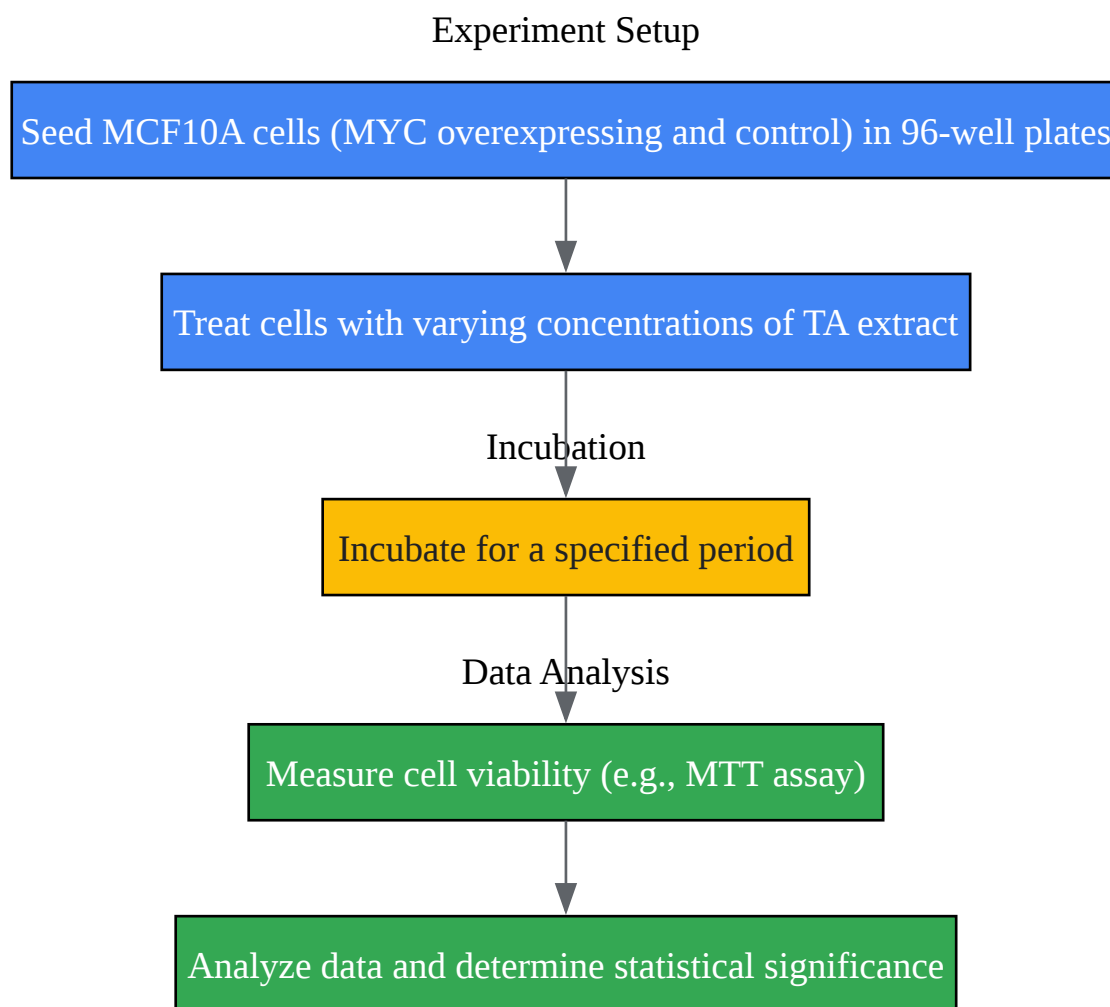 Experiment Setup
Seed MCF10A cells (MYC overexpressing and control) in 96-well plates
Treat cells with varying concentrations of TA extract
Incubation
Incubate for a specified period
Data Analysis
Measure cell viability (e.g., MTT assay)
Analyze data and determine statistical significance